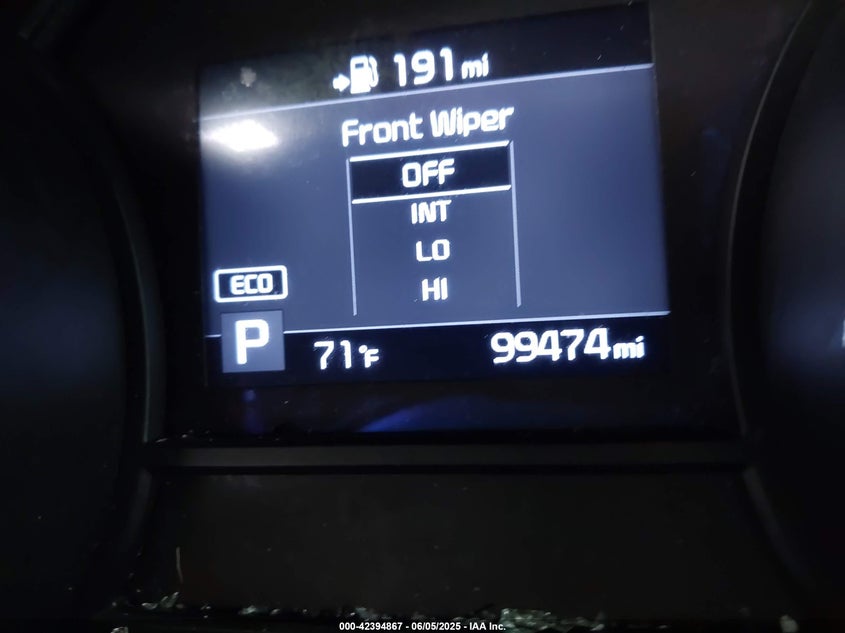 191 mi
Front Wiper
OFF
INT
LO
HI
ECO
P 71°F 99474 mi
000-42394867 - 06/05/2025 - IAA Inc.